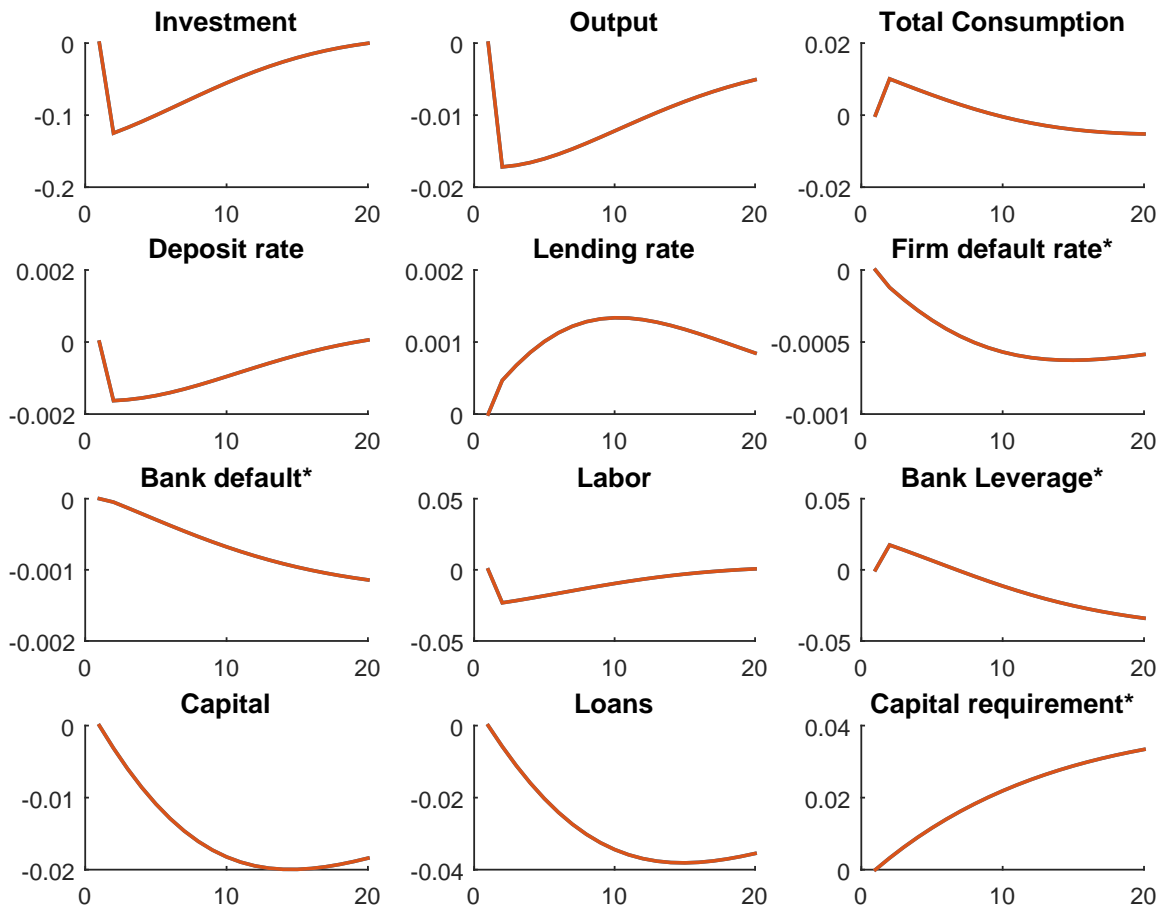 Investment Output Total Consumption
0 0 0.02
-0.1 -0.01 0
-0.2 -0.02 -0.02
0 10 20 0 10 20 0 10 20
Deposit rate Lending rate Firm default rate*
0.002 0.002 0
0 0.001 -0.0005
-0.002 0 -0.001
0 10 20 0 10 20 0 10 20
Bank default* Labor Bank Leverage*
0 0.05 0.05
-0.001 0 0
-0.002 -0.05 -0.05
0 10 20 0 10 20 0 10 20
Capital Loans Capital requirement*
0 0 0.04
-0.01 -0.02 0.02
-0.02 -0.04 0
0 10 20 0 10 20 0 10 20